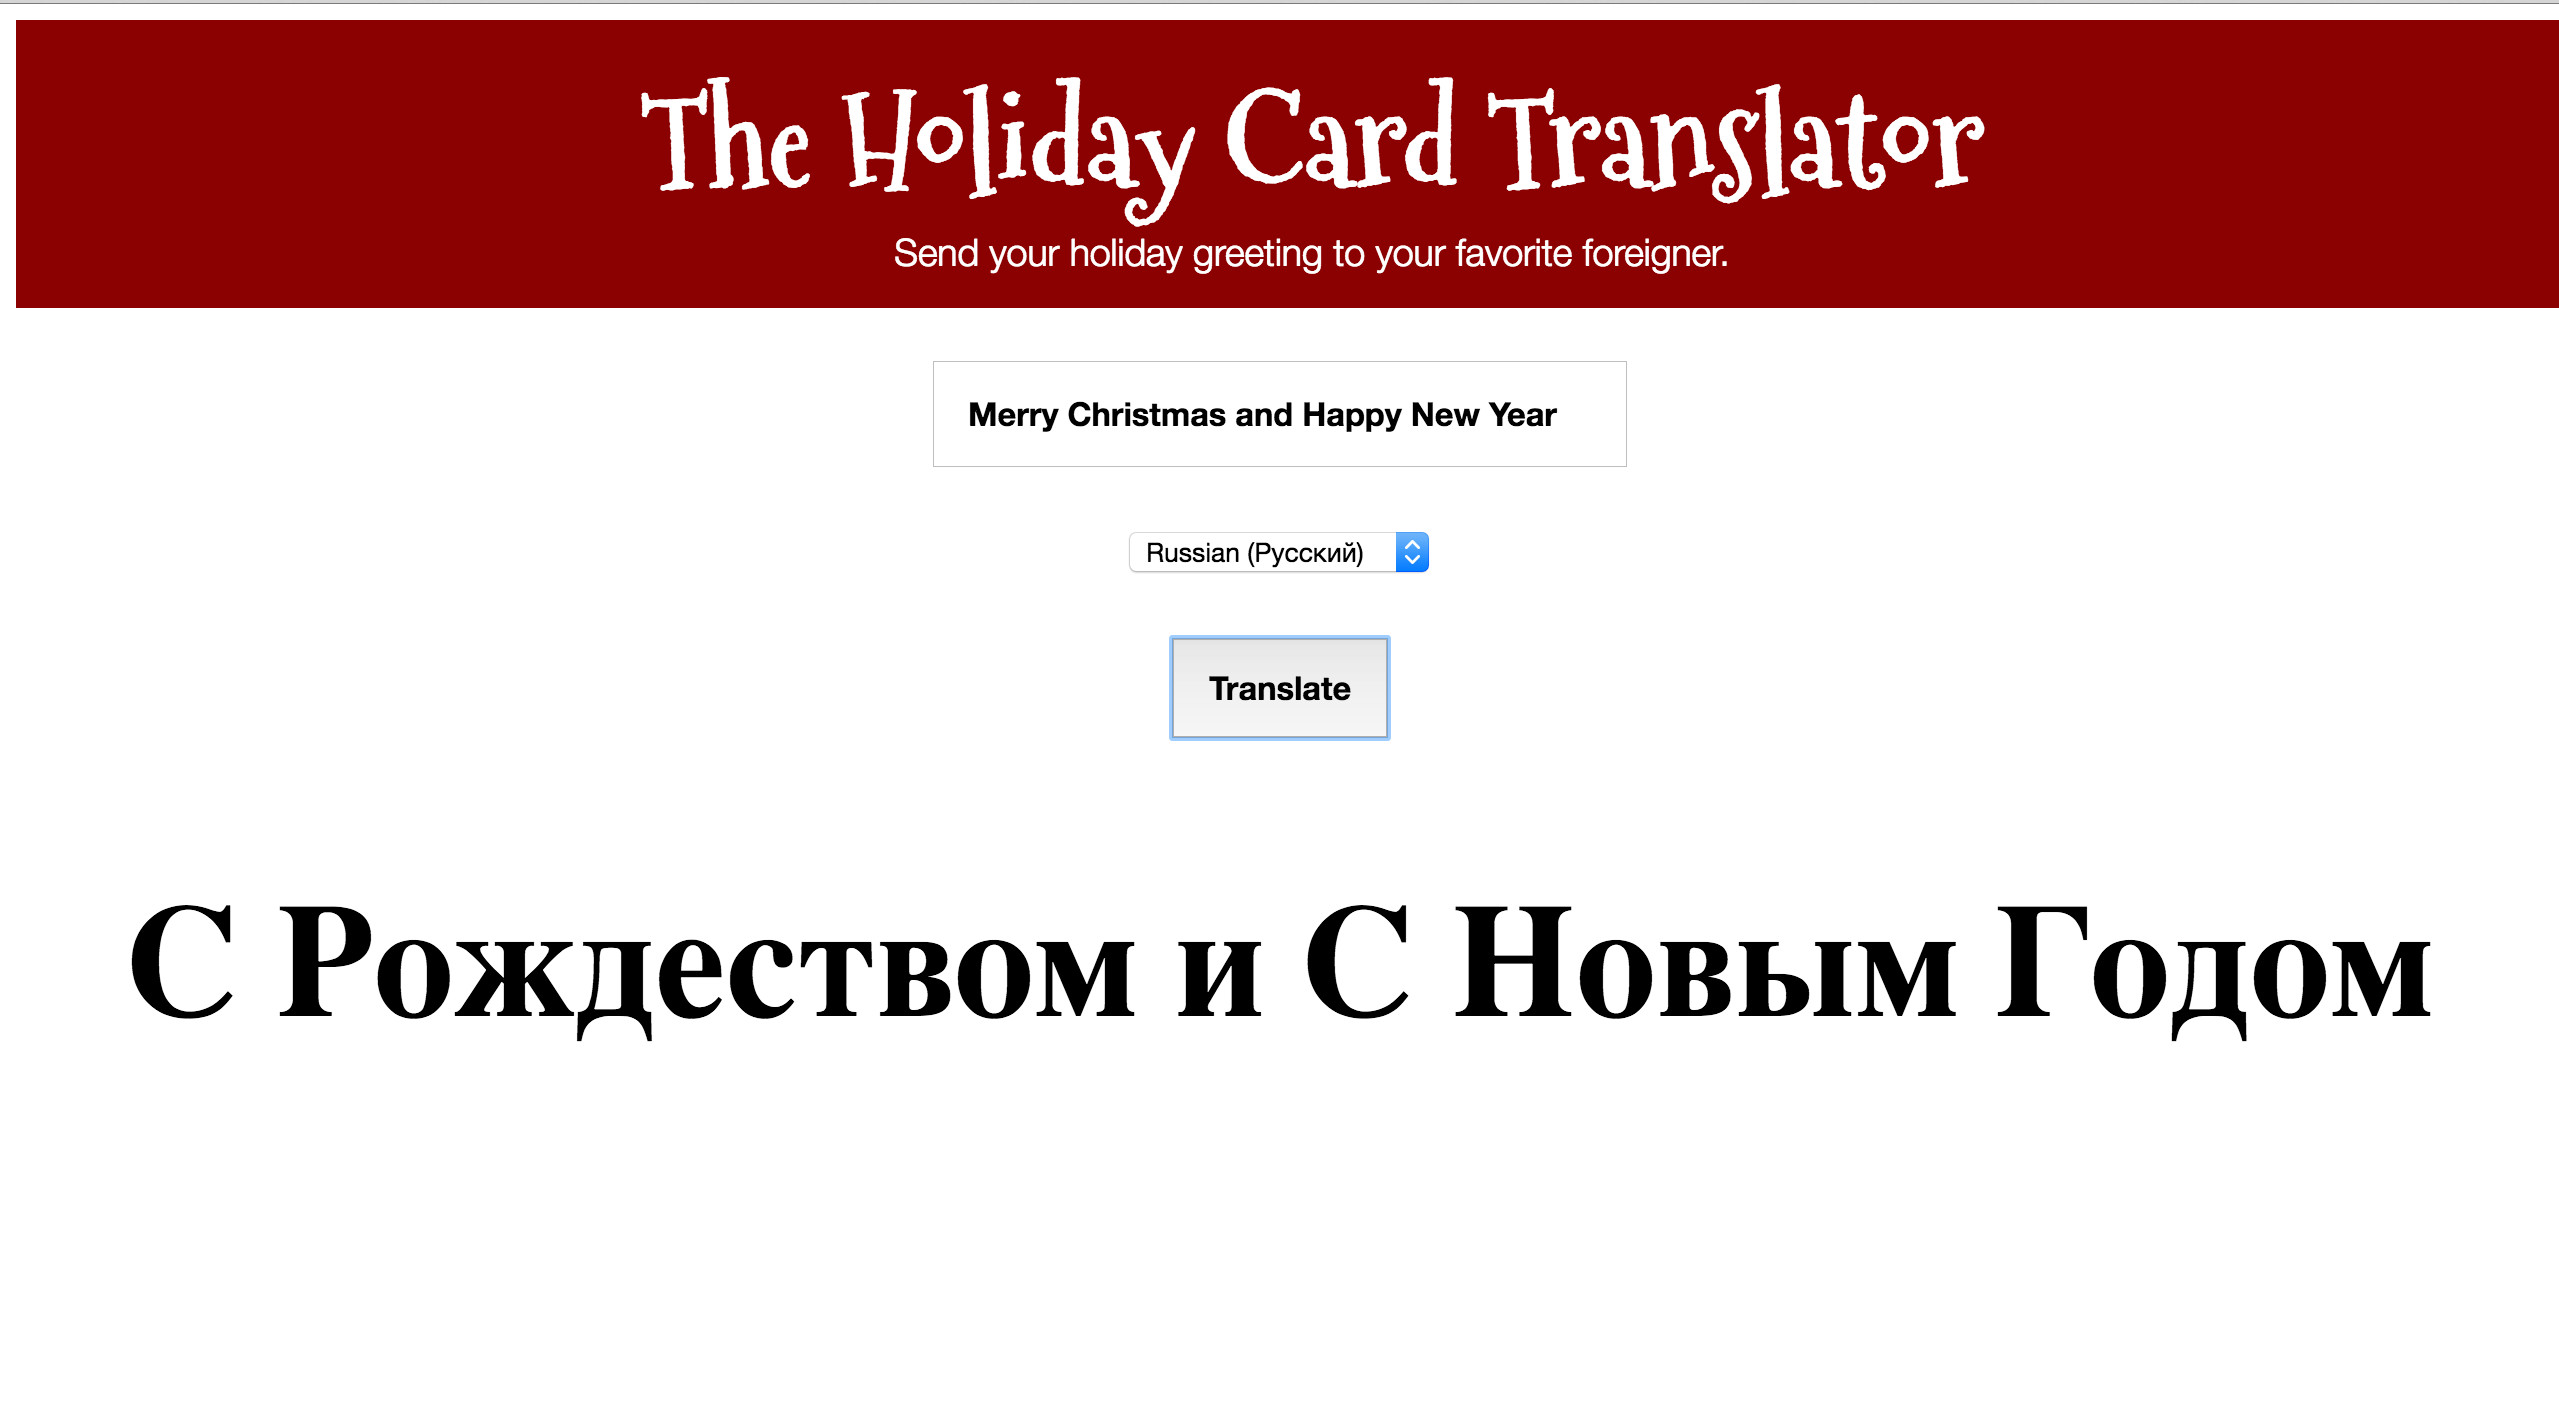 The Holiday Card Translator
Send your holiday greeting to your favorite foreigner.
Merry Christmas and Happy New Year
Russian (Русский)
Translate
С Рождеством и С Новым Годом